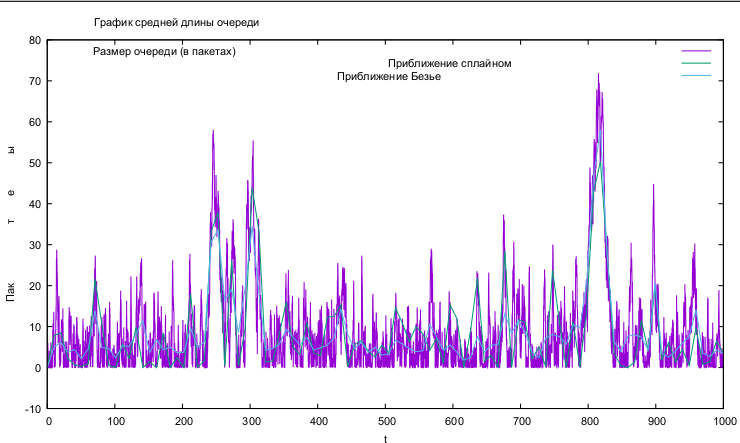 График средней длины очереди
Размер очереди (в пакетах)
Приближение сплайном
Приближение Безье
80
70
60
50
40
30
20
10
0
-10
Пак т е ы
0 100 200 300 400 500 600 700 800 900 1000
t